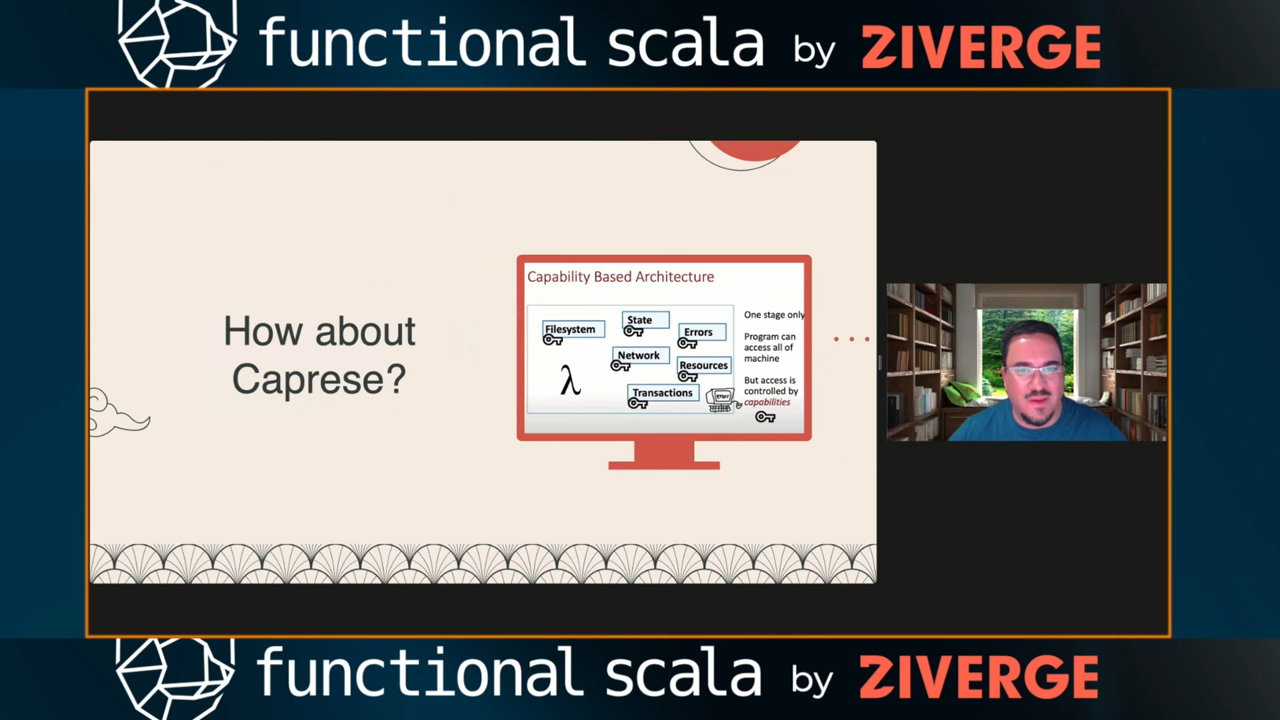 functional scala by ZIVERGE
How about
Caprese?
Capability Based Architecture
Filesystem
State
Errors
Network
Resources
λ
Transactions
One stage only
Program can
access all of
machine
But access is
controlled by
capabilities
functional scala by ZIVERGE